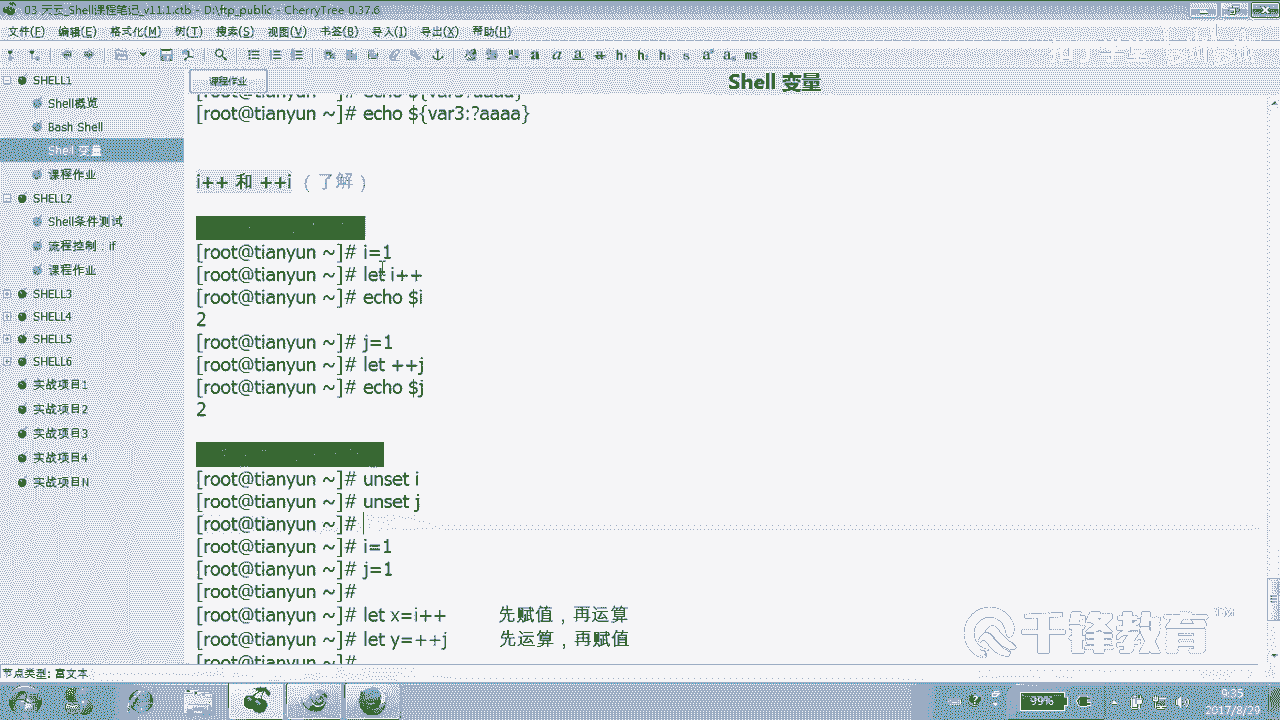 03_天云_Shell课程笔记_v11.1.ctb - D:\ftp_public - CherryTree 0.37.6
文件(F) 编辑(E) 格式化(M) 树(T) 搜索(S) 视图(V) 书签(B) 导入(I) 导出(X) 帮助(H)
课程作业
Shell 变量
SHELL1
Shell概览
Bash Shell
Shell 变量
课程作业
SHELL2
Shell条件测试
流程控制 if
课程作业
SHELL3
SHELL4
SHELL5
SHELL6
实战项目1
实战项目2
实战项目3
实战项目4
实战项目N
[root@tianyun ~]# echo ${var3:?aaaa}
i++ 和 ++i （了解）
[root@tianyun ~]# i=1
[root@tianyun ~]# let i++
[root@tianyun ~]# echo $i
2
[root@tianyun ~]# j=1
[root@tianyun ~]# let ++j
[root@tianyun ~]# echo $j
2
[root@tianyun ~]# unset i
[root@tianyun ~]# unset j
[root@tianyun ~]#
[root@tianyun ~]# i=1
[root@tianyun ~]# j=1
[root@tianyun ~]#
[root@tianyun ~]# let x=i++ 先赋值，再运算
[root@tianyun ~]# let y=++j 先运算，再赋值
[root@tianyun ~]#
千锋教育
节点类型: 富文本
99%
9:35
2017/8/29